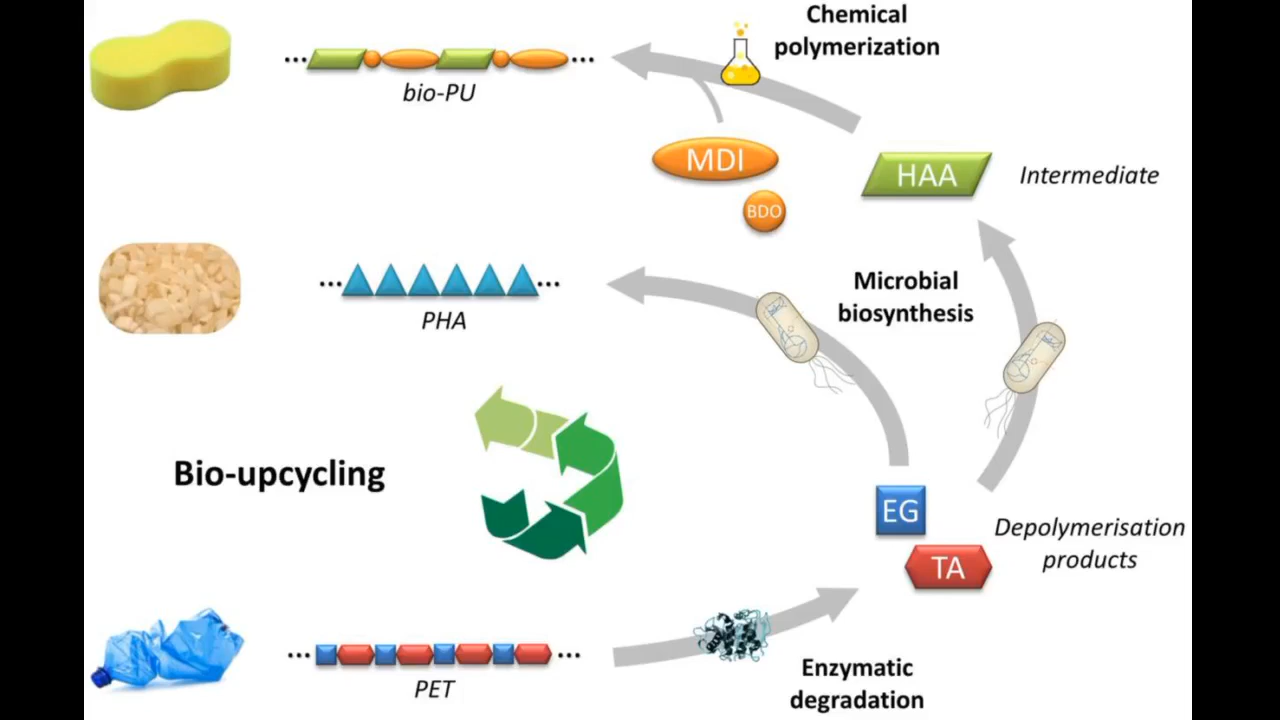 Chemical
polymerization
bio-PU
MDI
BDO
HAA
Intermediate
Microbial
biosynthesis
PHA
Bio-upcycling
EG
TA
Depolymerisation
products
PET
Enzymatic
degradation